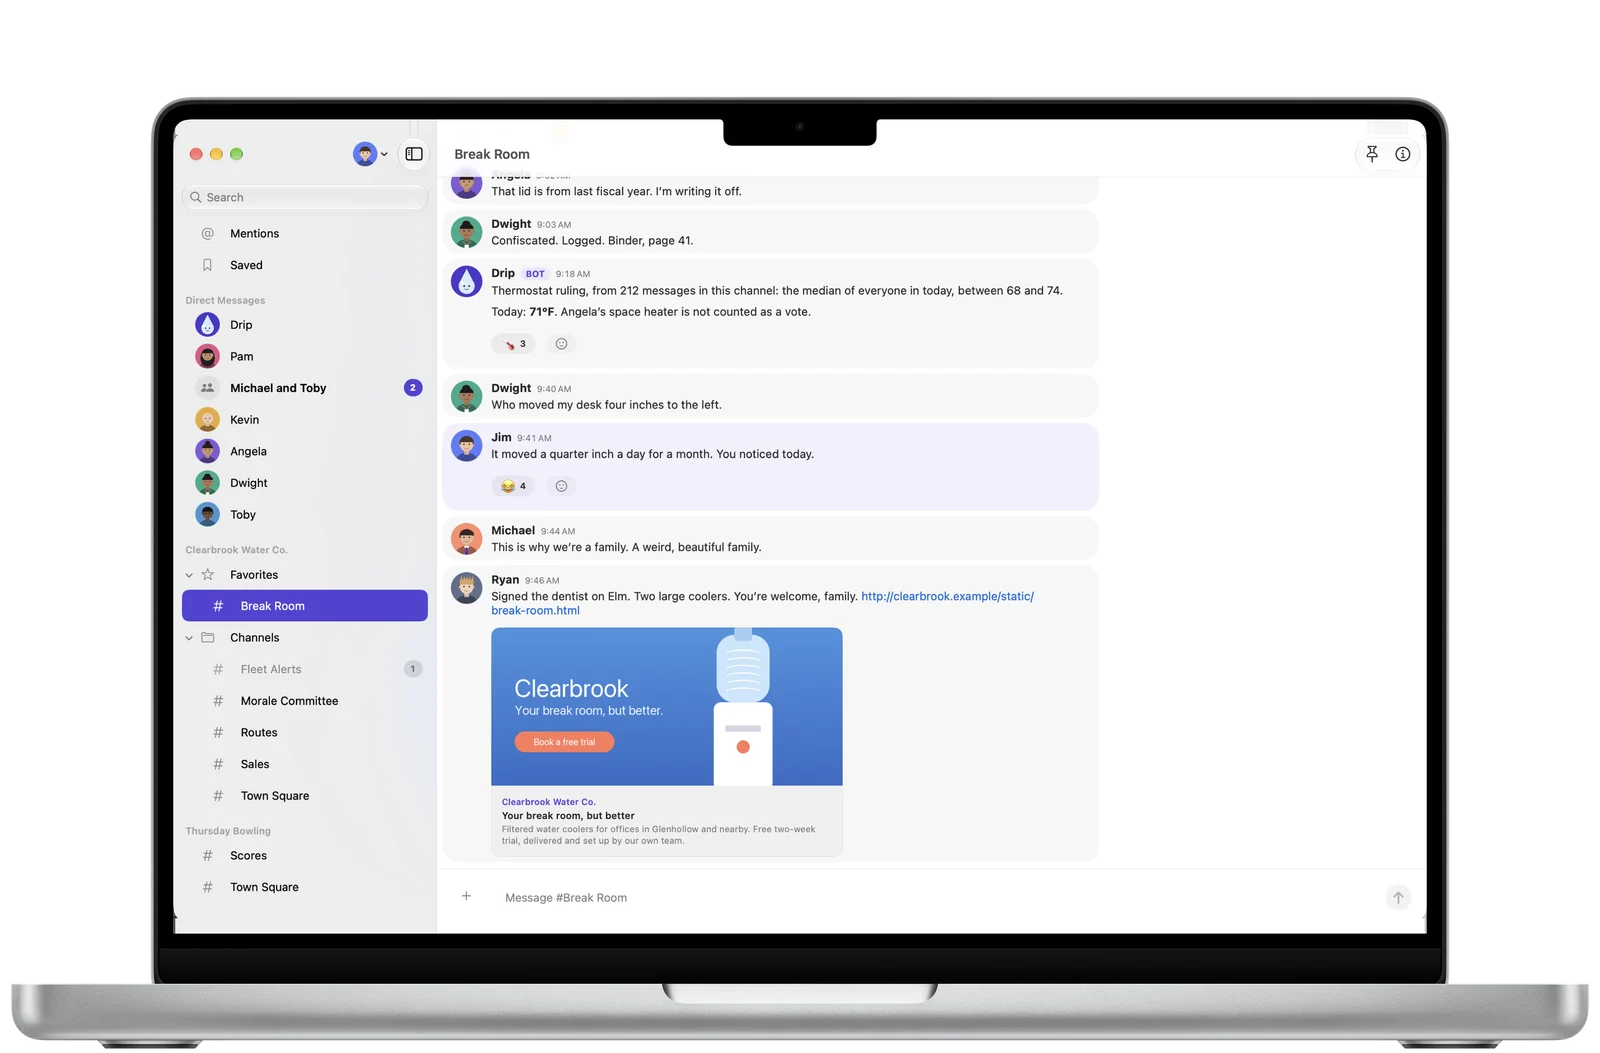 Search
Mentions
Saved
Direct Messages
Drip
Pam
Michael and Toby 2
Kevin
Angela
Dwight
Toby
Clearbrook Water Co.
Favorites
# Break Room
Channels
# Fleet Alerts 1
# Morale Committee
# Routes
# Sales
# Town Square
Thursday Bowling
# Scores
# Town Square
Break Room
Angela 9:02 AM
That lid is from last fiscal year. I’m writing it off.
Dwight 9:03 AM
Confiscated. Logged. Binder, page 41.
Drip BOT 9:18 AM
Thermostat ruling, from 212 messages in this channel: the median of everyone in today, between 68 and 74.
Today: 71°F. Angela’s space heater is not counted as a vote.
3
Dwight 9:40 AM
Who moved my desk four inches to the left.
Jim 9:41 AM
It moved a quarter inch a day for a month. You noticed today.
4
Michael 9:44 AM
This is why we’re a family. A weird, beautiful family.
Ryan 9:46 AM
Signed the dentist on Elm. Two large coolers. You’re welcome, family. http://clearbrook.example/static/
break-room.html
Clearbrook
Your break room, but better.
Book a free trial
Clearbrook Water Co.
Your break room, but better
Filtered water coolers for offices in Glenhollow and nearby. Free two-week
trial, delivered and set up by our own team.
Message #Break Room